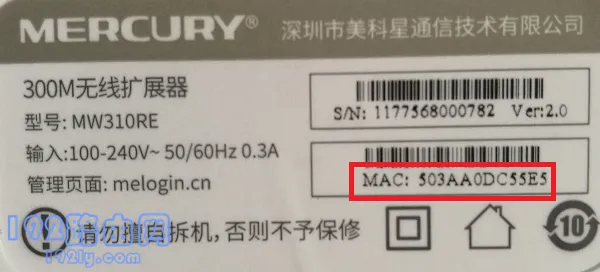 MERCURY® 深圳市美科星通信技术有限公司
300M无线扩展器
型号: MW310RE
输入:100-240V~ 50/60Hz 0.3A
管理页面: melogin.cn
S/N: 1177568000782 Ver:2.0
MAC: 503AA0DC55E5
请勿擅自拆机，否则不予保修
10
192路由网
192ly.com